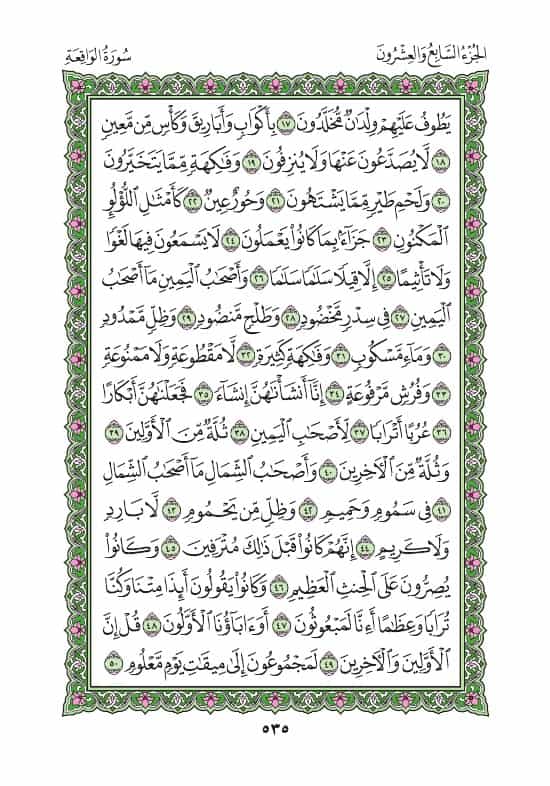 الجُزْءُ السَّابِعُ وَالعِشْرُونَ
سُورَةُ الوَاقِعَةِ
يَطُوفُ عَلَيْهِمْ وِلْدَٰنٌ مُّخَلَّدُونَ ١٧ بِأَكْوَابٍ وَأَبَارِيقَ وَكَأْسٍ مِّن مَّعِينٍ
١٨ لَّا يُصَدَّعُونَ عَنْهَا وَلَا يُنزِفُونَ ١٩ وَفَٰكِهَةٍ مِّمَّا يَتَخَيَّرُونَ
٢٠ وَلَحْمِ طَيْرٍ مِّمَّا يَشْتَهُونَ ٢١ وَحُورٌ عِينٌ ٢٢ كَأَمْثَٰلِ اللُّؤْلُؤِ
الْمَكْنُونِ ٢٣ جَزَآءً بِمَا كَانُوا۟ يَعْمَلُونَ ٢٤ لَا يَسْمَعُونَ فِيهَا لَغْوًا
وَلَا تَأْثِيمًا ٢٥ إِلَّا قِيلًا سَلَٰمًا سَلَٰمًا ٢٦ وَأَصْحَٰبُ الْيَمِينِ مَآ أَصْحَٰبُ
الْيَمِينِ ٢٧ فِى سِدْرٍ مَّخْضُودٍ ٢٨ وَطَلْحٍ مَّنضُودٍ ٢٩ وَظِلٍّ مَّمْدُودٍ
٣٠ وَمَآءٍ مَّسْكُوبٍ ٣١ وَفَٰكِهَةٍ كَثِيرَةٍ ٣٢ لَّا مَقْطُوعَةٍ وَلَا مَمْنُوعَةٍ
٣٣ وَفُرُشٍ مَّرْفُوعَةٍ ٣٤ إِنَّآ أَنشَأْنَٰهُنَّ إِنشَآءً ٣٥ فَجَعَلْنَٰهُنَّ أَبْكَارًا
٣٦ عُرُبًا أَتْرَابًا ٣٧ لِّأَصْحَٰبِ الْيَمِينِ ٣٨ ثُلَّةٌ مِّنَ الْأَوَّلِينَ ٣٩
وَثُلَّةٌ مِّنَ الْءَاخِرِينَ ٤٠ وَأَصْحَٰبُ الشِّمَالِ مَآ أَصْحَٰبُ الشِّمَالِ
٤١ فِى سَمُومٍ وَحَمِيمٍ ٤٢ وَظِلٍّ مِّن يَحْمُومٍ ٤٣ لَّا بَارِدٍ
وَلَا كَرِيمٍ ٤٤ إِنَّهُمْ كَانُوا۟ قَبْلَ ذَٰلِكَ مُتْرَفِينَ ٤٥ وَكَانُوا۟
يُصِرُّونَ عَلَى الْحِنثِ الْعَظِيمِ ٤٦ وَكَانُوا۟ يَقُولُونَ أَئِذَا مِتْنَا وَكُنَّا
تُرَابًا وَعِظَٰمًا أَءِنَّا لَمَبْعُوثُونَ ٤٧ أَوَءَابَآؤُنَا الْأَوَّلُونَ ٤٨ قُلْ إِنَّ
الْأَوَّلِينَ وَالْءَاخِرِينَ ٤٩ لَمَجْمُوعُونَ إِلَىٰ مِيقَٰتِ يَوْمٍ مَّعْلُومٍ ٥٠
٥٣٥